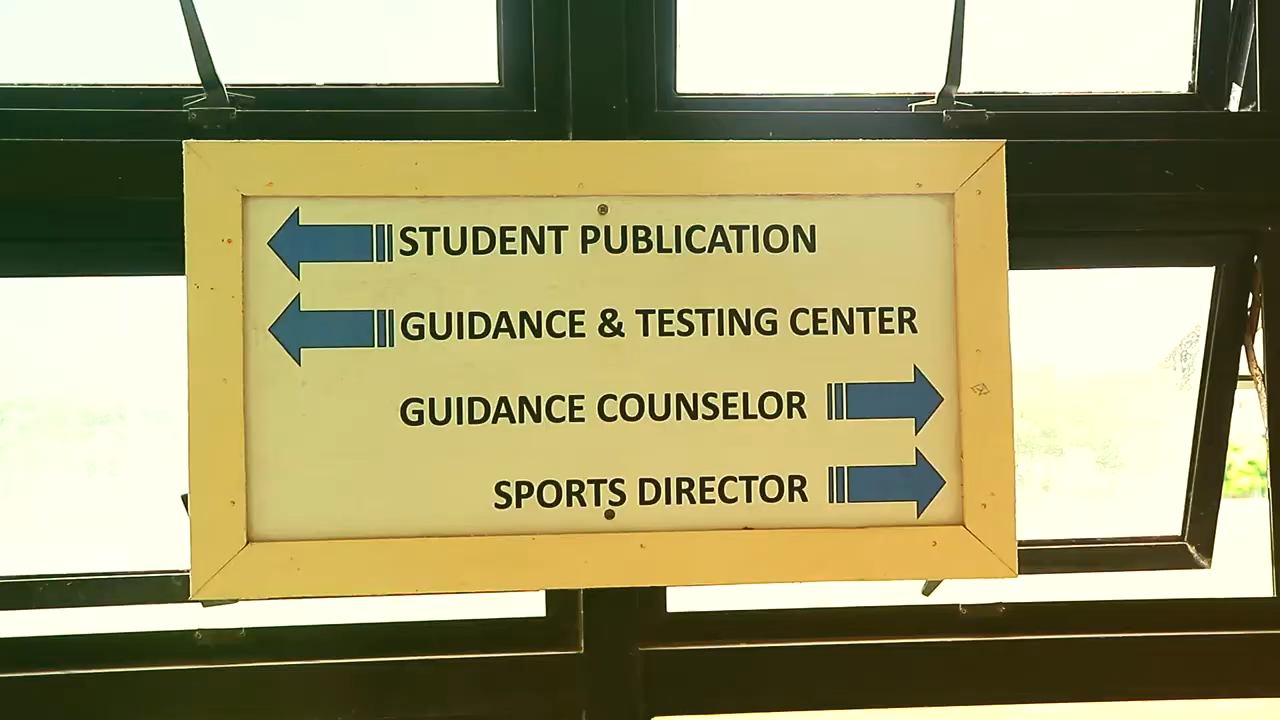 STUDENT PUBLICATION
GUIDANCE & TESTING CENTER
GUIDANCE COUNSELOR
SPORTS DIRECTOR